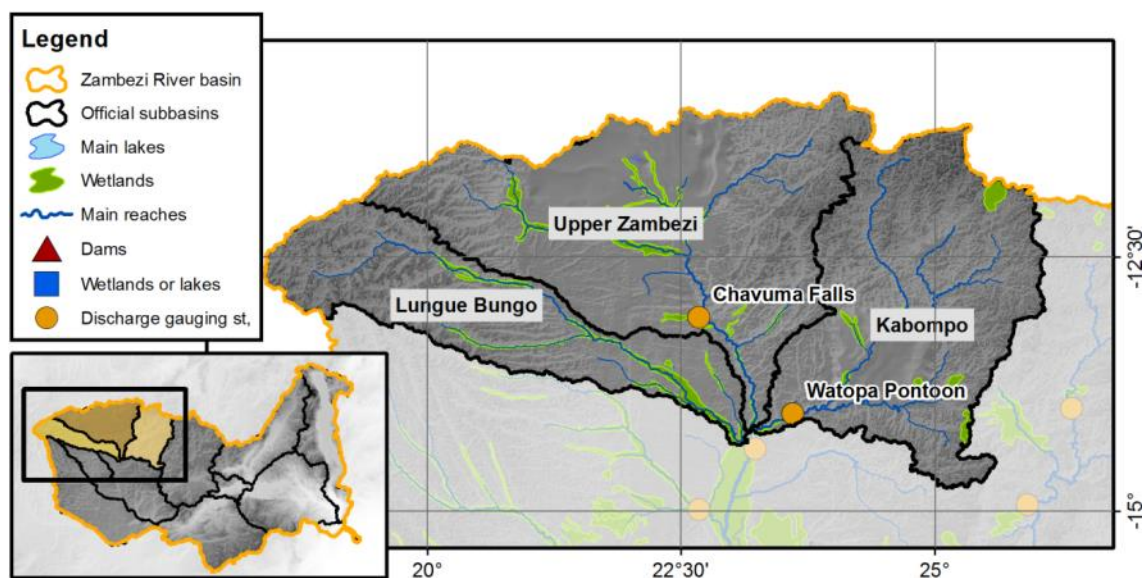 Legend
Zambezi River basin
Official subbasins
Main lakes
Wetlands
Main reaches
Dams
Wetlands or lakes
Discharge gauging st,
Upper Zambezi
Lungue Bungo
Chavuma Falls
Kabompo
Watopa Pontoon
-12°30'
-15°
20°
22°30'
25°